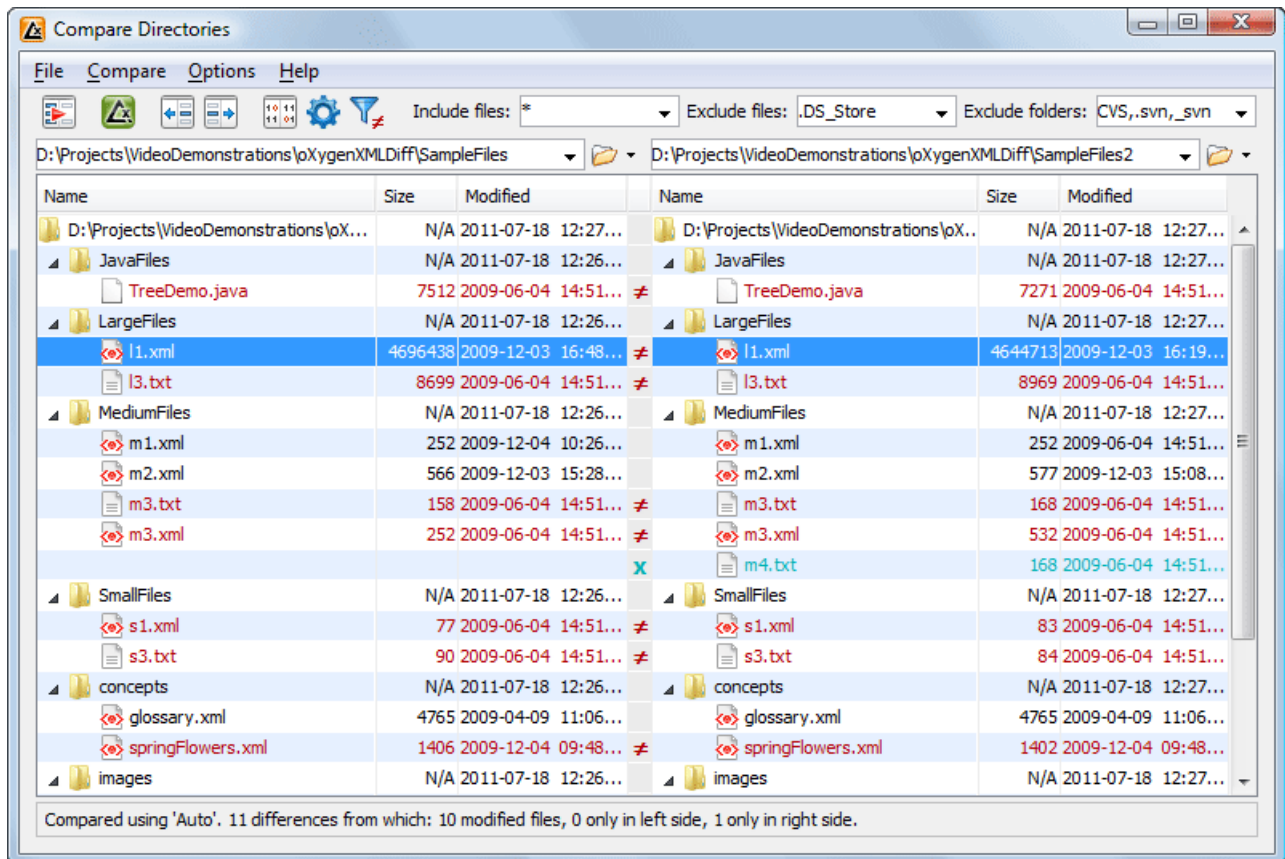 Compare Directories
File Compare Options Help
Include files: * Exclude files: .DS_Store Exclude folders: CVS,.svn,_svn
D:\Projects\VideoDemonstrations\oXygenXMLDiff\SampleFiles D:\Projects\VideoDemonstrations\oXygenXMLDiff\SampleFiles2
Name Size Modified Name Size Modified
D:\Projects\VideoDemonstrations\oX... N/A 2011-07-18 12:27... D:\Projects\VideoDemonstrations\oX.. N/A 2011-07-18 12:27...
JavaFiles N/A 2011-07-18 12:26... JavaFiles N/A 2011-07-18 12:27...
TreeDemo.java 7512 2009-06-04 14:51... ≠ TreeDemo.java 7271 2009-06-04 14:51...
LargeFiles N/A 2011-07-18 12:26... LargeFiles N/A 2011-07-18 12:27...
l1.xml 4696438 2009-12-03 16:48... ≠ l1.xml 4644713 2009-12-03 16:19...
l3.txt 8699 2009-06-04 14:51... ≠ l3.txt 8969 2009-06-04 14:51...
MediumFiles N/A 2011-07-18 12:26... MediumFiles N/A 2011-07-18 12:27...
m1.xml 252 2009-12-04 10:26... m1.xml 252 2009-06-04 14:51...
m2.xml 566 2009-12-03 15:28... m2.xml 577 2009-12-03 15:08...
m3.txt 158 2009-06-04 14:51... ≠ m3.txt 168 2009-06-04 14:51...
m3.xml 252 2009-06-04 14:51... ≠ m3.xml 532 2009-06-04 14:51...
x m4.txt 168 2009-06-04 14:51...
SmallFiles N/A 2011-07-18 12:26... SmallFiles N/A 2011-07-18 12:27...
s1.xml 77 2009-06-04 14:51... ≠ s1.xml 83 2009-06-04 14:51...
s3.txt 90 2009-06-04 14:51... ≠ s3.txt 84 2009-06-04 14:51...
concepts N/A 2011-07-18 12:26... concepts N/A 2011-07-18 12:27...
glossary.xml 4765 2009-04-09 11:06... glossary.xml 4765 2009-04-09 11:06...
springFlowers.xml 1406 2009-12-04 09:48... ≠ springFlowers.xml 1402 2009-12-04 09:48...
images N/A 2011-07-18 12:26... images N/A 2011-07-18 12:27...
Compared using 'Auto'. 11 differences from which: 10 modified files, 0 only in left side, 1 only in right side.